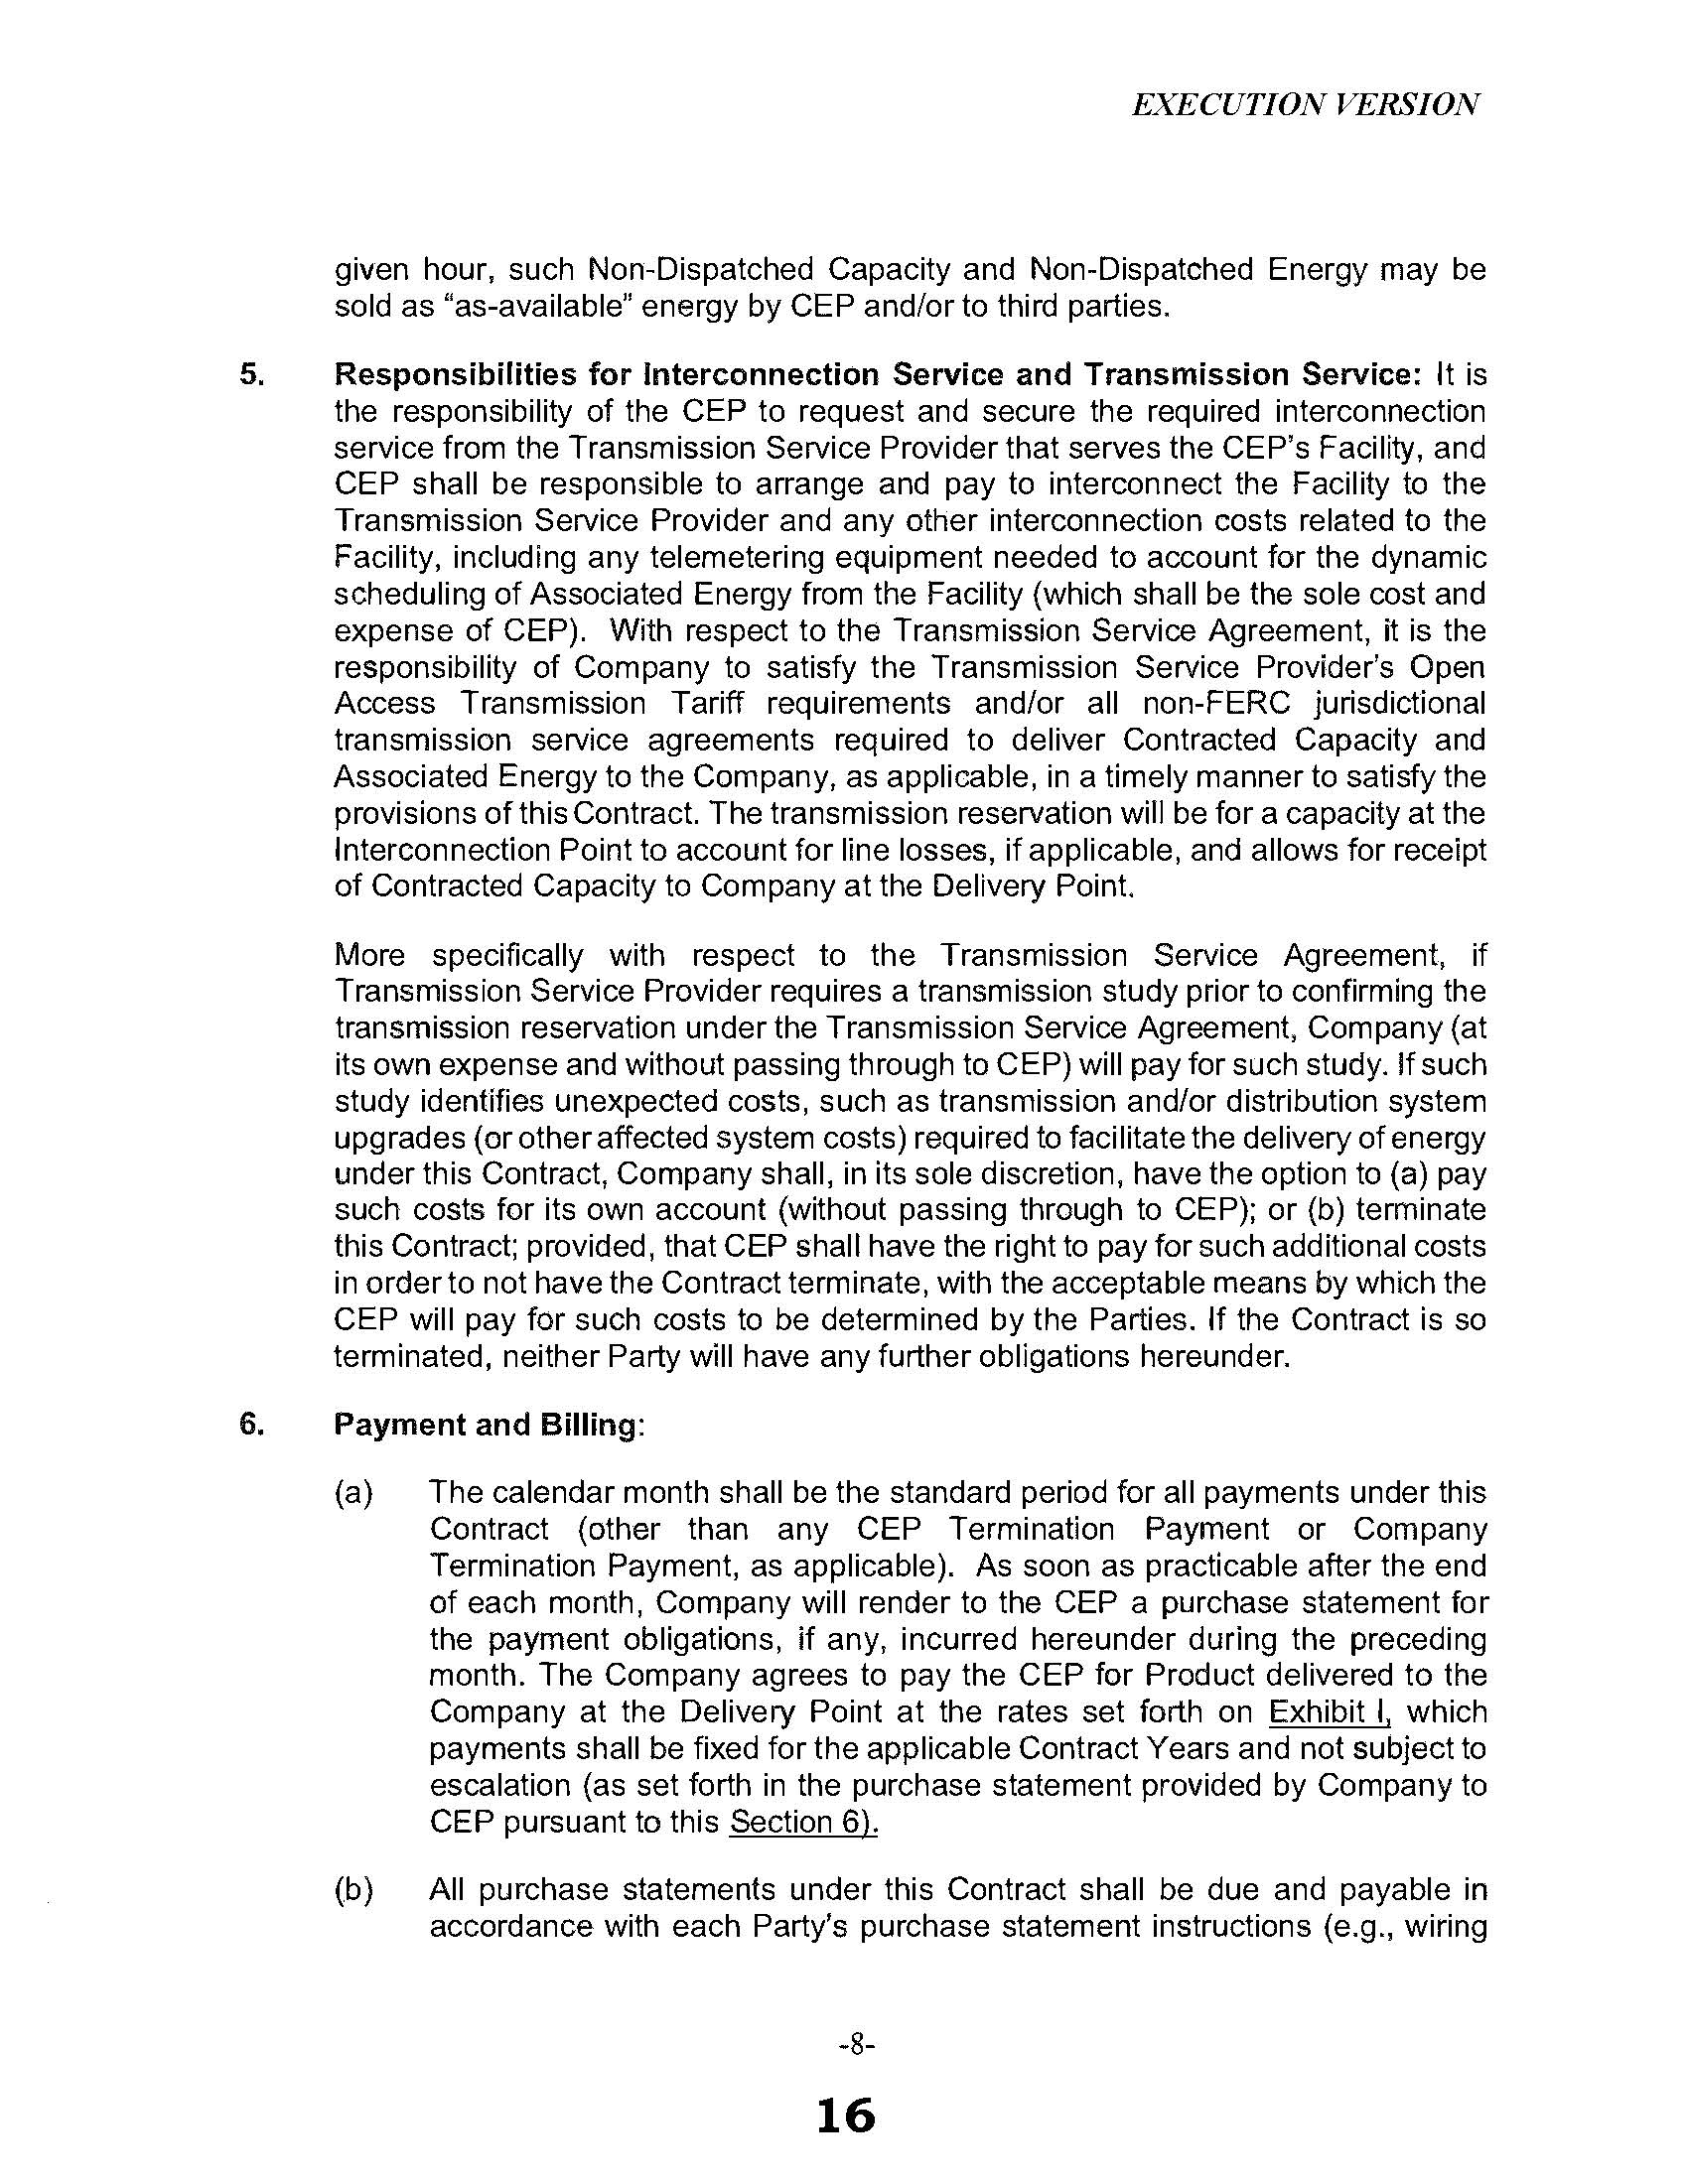 EXECUTION VERSION
given hour, such Non-Dispatched Capacity and Non-Dispatched Energy may be
sold as “as-available” energy by CEP and/or to third parties.
5. Responsibilities for Interconnection Service and Transmission Service: It is
the responsibility of the CEP to request and secure the required interconnection
service from the Transmission Service Provider that serves the CEP’s Facility, and
CEP shall be responsible to arrange and pay to interconnect the Facility to the
Transmission Service Provider and any other interconnection costs related to the
Facility, including any telemetering equipment needed to account for the dynamic
scheduling of Associated Energy from the Facility (which shall be the sole cost and
expense of CEP). With respect to the Transmission Service Agreement, it is the
responsibility of Company to satisfy the Transmission Service Provider’s Open
Access Transmission Tariff requirements and/or all non-FERC jurisdictional
transmission service agreements required to deliver Contracted Capacity and
Associated Energy to the Company, as applicable, in a timely manner to satisfy the
provisions of this Contract. The transmission reservation will be for a capacity at the
Interconnection Point to account for line losses, if applicable, and allows for receipt
of Contracted Capacity to Company at the Delivery Point.
More specifically with respect to the Transmission Service Agreement, if
Transmission Service Provider requires a transmission study prior to confirming the
transmission reservation under the Transmission Service Agreement, Company (at
its own expense and without passing through to CEP) will pay for such study. If such
study identifies unexpected costs, such as transmission and/or distribution system
upgrades (or other affected system costs) required to facilitate the delivery of energy
under this Contract, Company shall, in its sole discretion, have the option to (a) pay
such costs for its own account (without passing through to CEP); or (b) terminate
this Contract; provided, that CEP shall have the right to pay for such additional costs
in order to not have the Contract terminate, with the acceptable means by which the
CEP will pay for such costs to be determined by the Parties. If the Contract is so
terminated, neither Party will have any further obligations hereunder.
6. Payment and Billing:
(a) The calendar month shall be the standard period for all payments under this
Contract (other than any CEP Termination Payment or Company
Termination Payment, as applicable). As soon as practicable after the end
of each month, Company will render to the CEP a purchase statement for
the payment obligations, if any, incurred hereunder during the preceding
month. The Company agrees to pay the CEP for Product delivered to the
Company at the Delivery Point at the rates set forth on Exhibit I, which
payments shall be fixed for the applicable Contract Years and not subject to
escalation (as set forth in the purchase statement provided by Company to
CEP pursuant to this Section 6).
(b) All purchase statements under this Contract shall be due and payable in
accordance with each Party’s purchase statement instructions (e.g., wiring
-8-
16